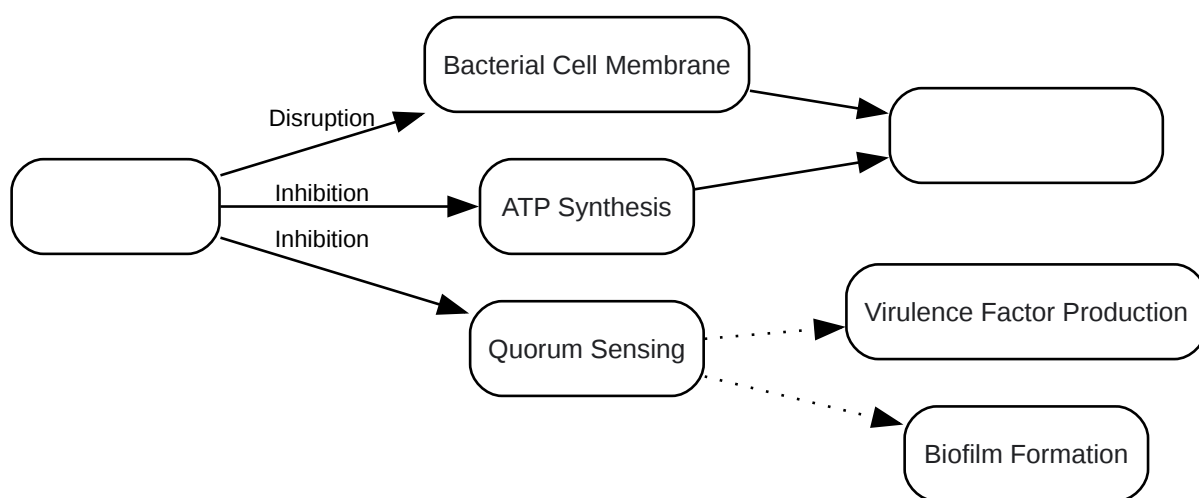 Bacterial Cell Membrane
Disruption
Inhibition
ATP Synthesis
Inhibition
Virulence Factor Production
Quorum Sensing
Biofilm Formation